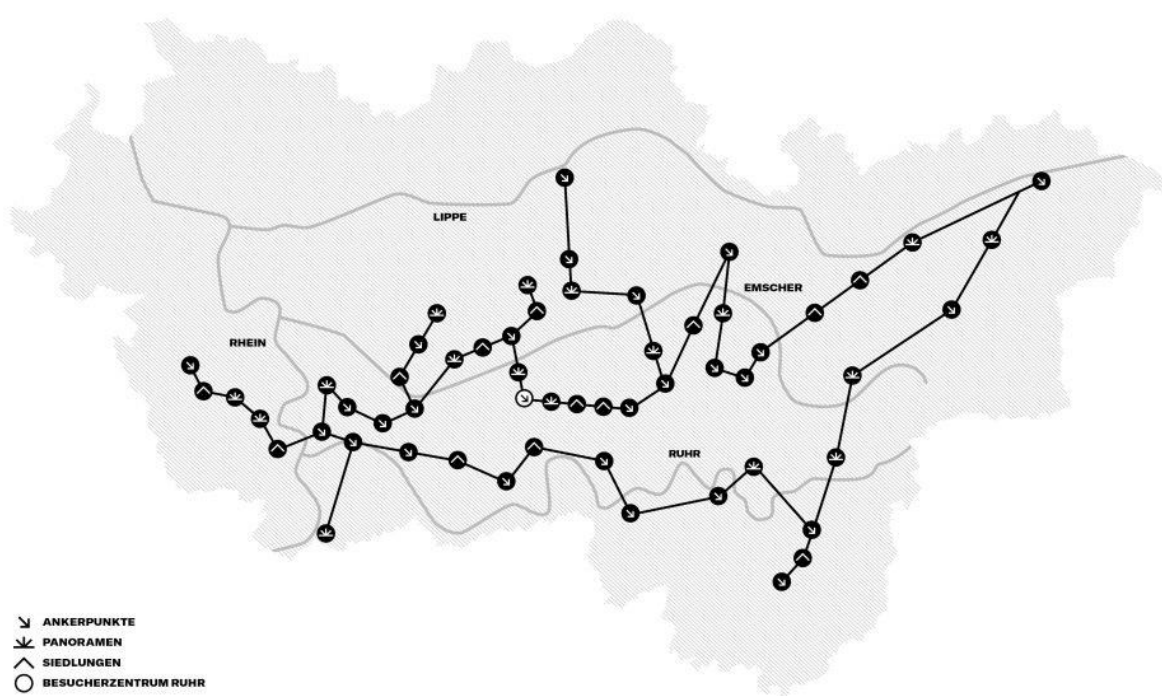 LIPPE
EMSCHER
RHEIN
RUHR
ANKERPUNKTE
PANORAMEN
SIEDLUNGEN
BESUCHERZENTRUM RUHR